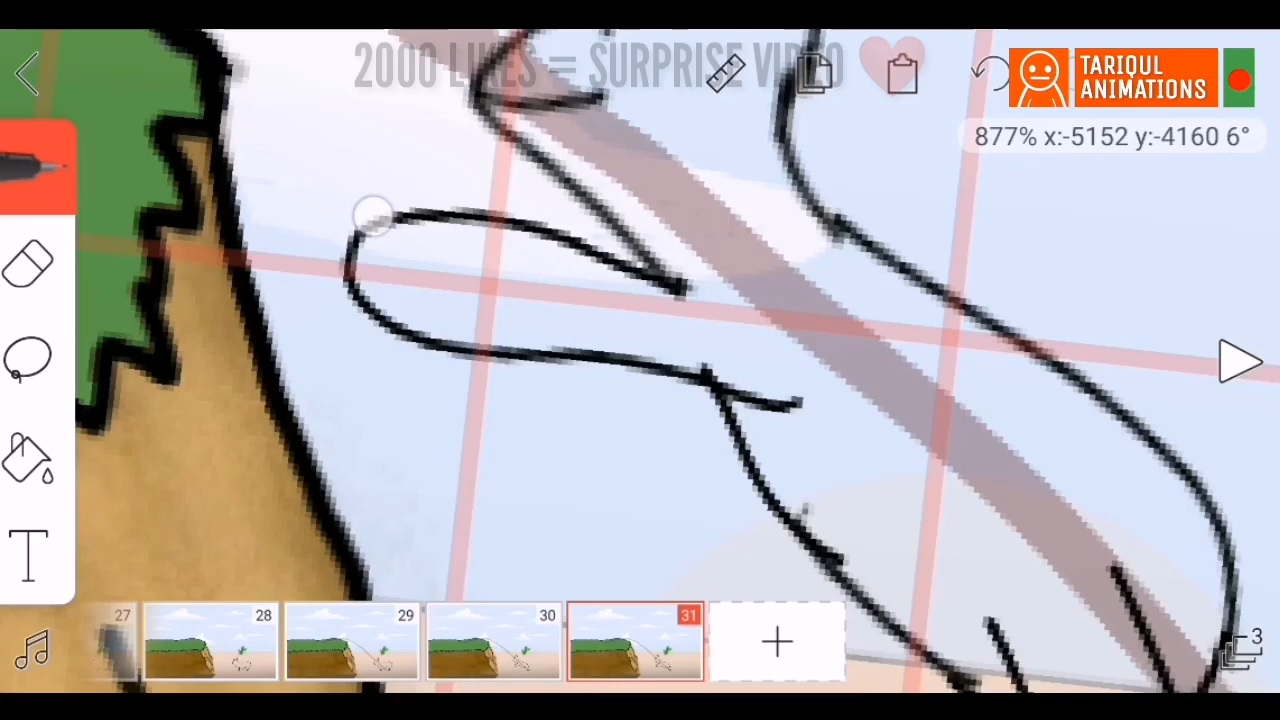 2000 LIKES = SURPRISE VIDEO
TARIQUL
ANIMATIONS
877% x:-5152 y:-4160 6°
T
27
28
29
30
31
3